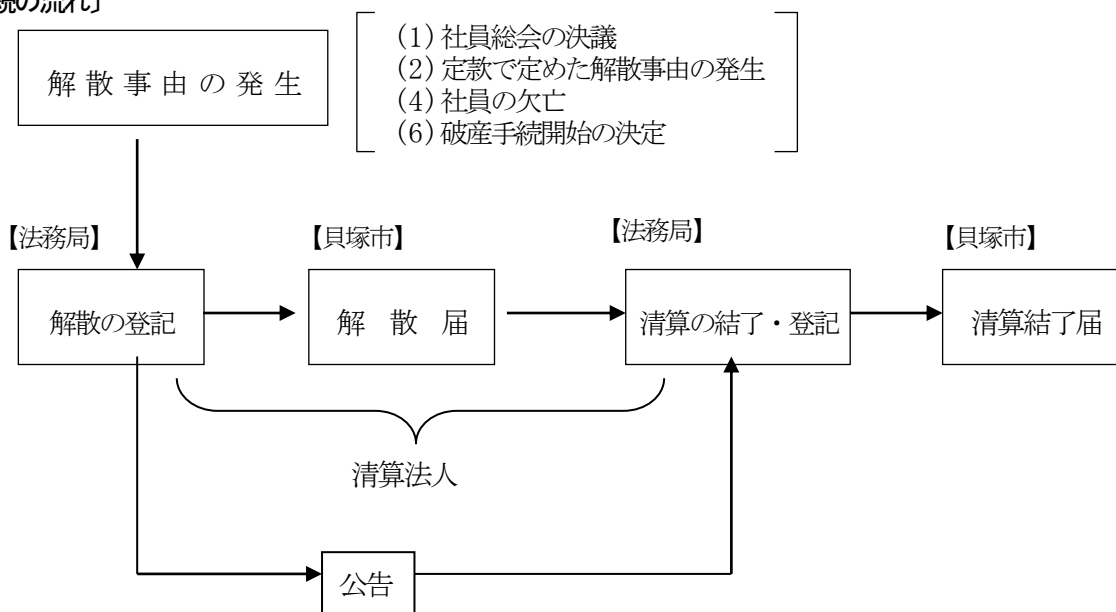 続の流れ〕
解散事由の発生
(1)社員総会の決議
(2)定款で定めた解散事由の発生
(4)社員の欠亡
(6)破産手続開始の決定
【法務局】
【貝塚市】
【法務局】
【貝塚市】
解散の登記
解散届
清算の結了・登記
清算結了届
清算法人
公告